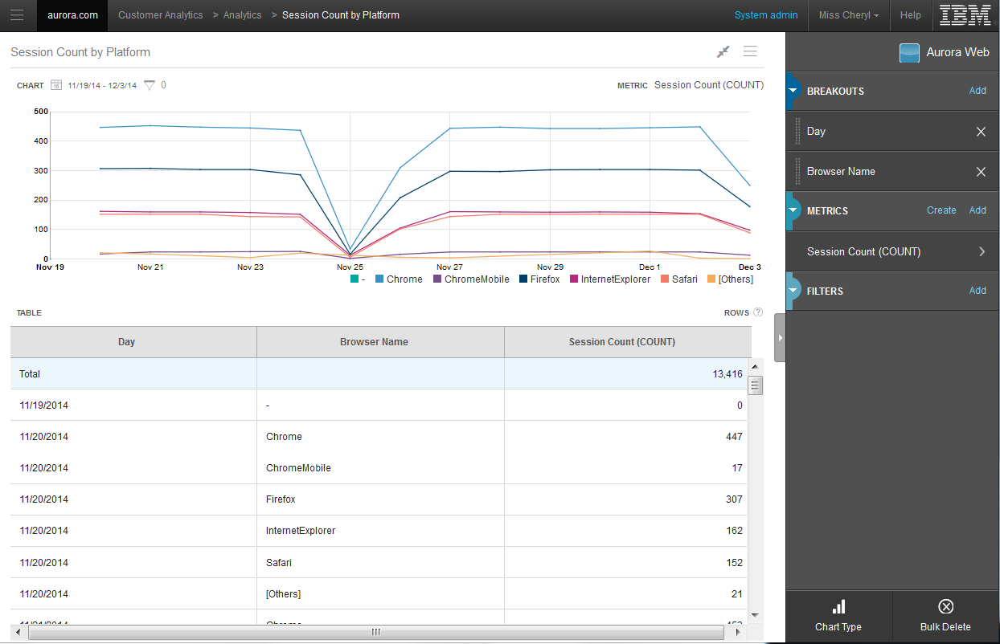 aurora.com Customer Analytics > Analytics > Session Count by Platform System admin Miss Cheryl Help IBM
Session Count by Platform
CHART 15 11/19/14 - 12/3/14 0 METRIC Session Count (COUNT)
500
400
300
200
100
0
Nov 19 Nov 21 Nov 23 Nov 25 Nov 27 Nov 29 Dec 1 Dec 3
- Chrome ChromeMobile Firefox InternetExplorer Safari [Others]
TABLE ROWS ?
Day Browser Name Session Count (COUNT)
Total 13,416
11/19/2014 - 0
11/20/2014 Chrome 447
11/20/2014 ChromeMobile 17
11/20/2014 Firefox 307
11/20/2014 InternetExplorer 162
11/20/2014 Safari 152
11/20/2014 [Others] 21
Aurora Web
BREAKOUTS Add
Day
Browser Name
METRICS Create Add
Session Count (COUNT)
FILTERS Add
Chart Type Bulk Delete